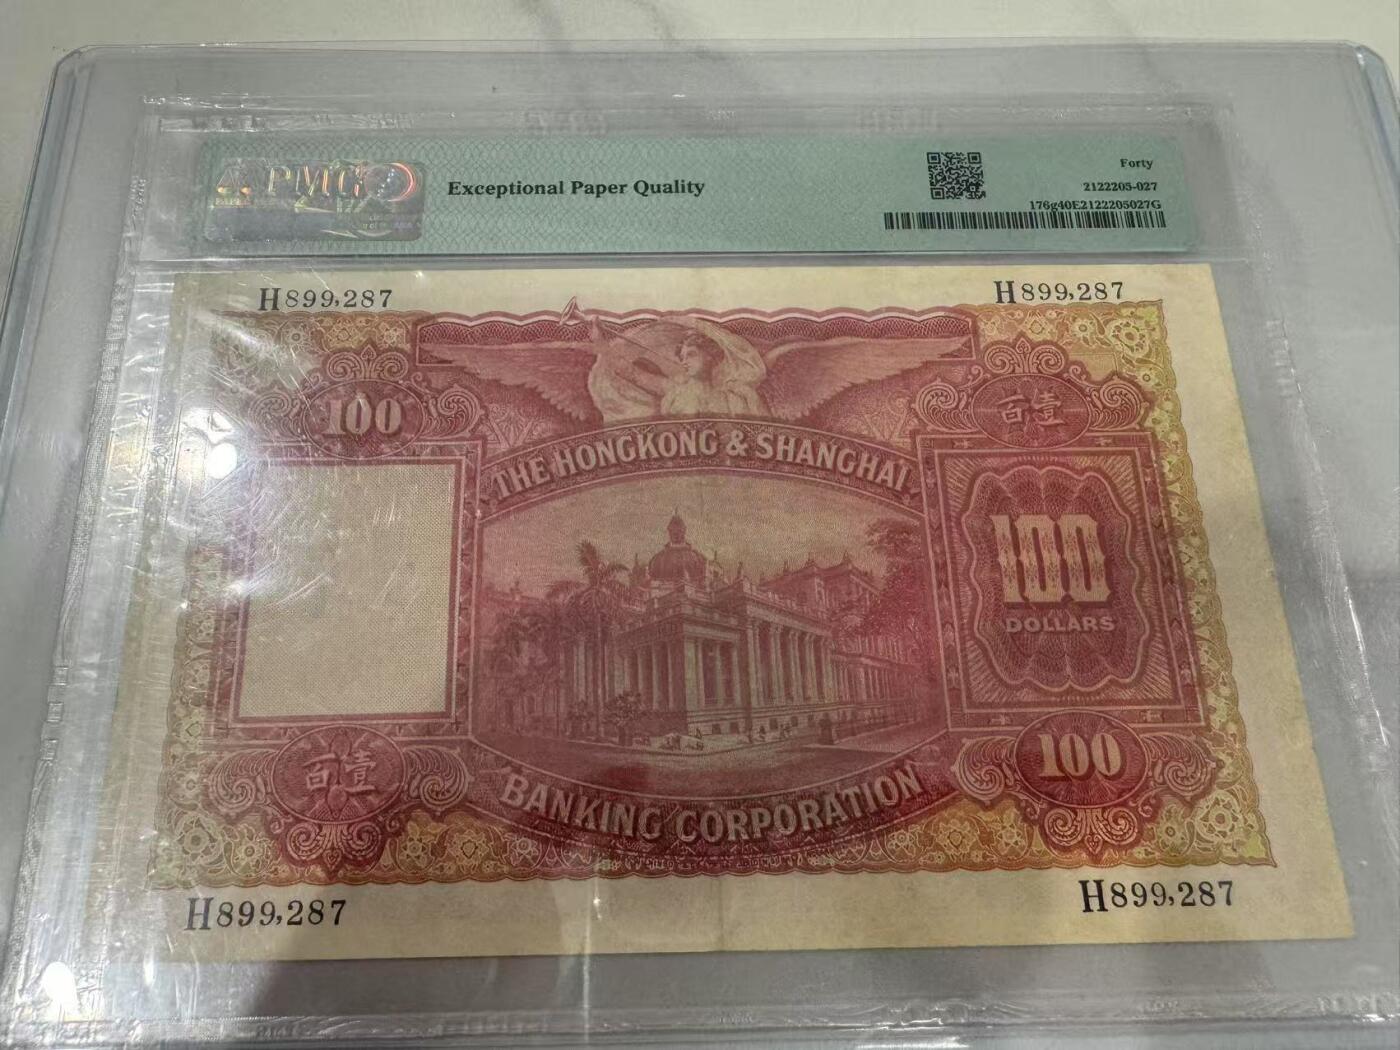 PMG
Exceptional Paper Quality
Forty
2122205-027
176g40E2122205027G
H899,287
H899,287
100
百壹
THE HONGKONG & SHANGHAI
100
DOLLARS
百壹
100
BANKING CORPORATION
H899,287
H899,287